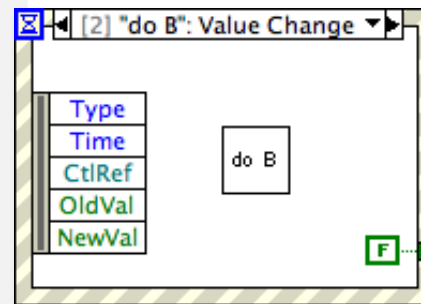 [2] "do B": Value Change
Type
Time
CtlRef
OldVal
NewVal
do B
F